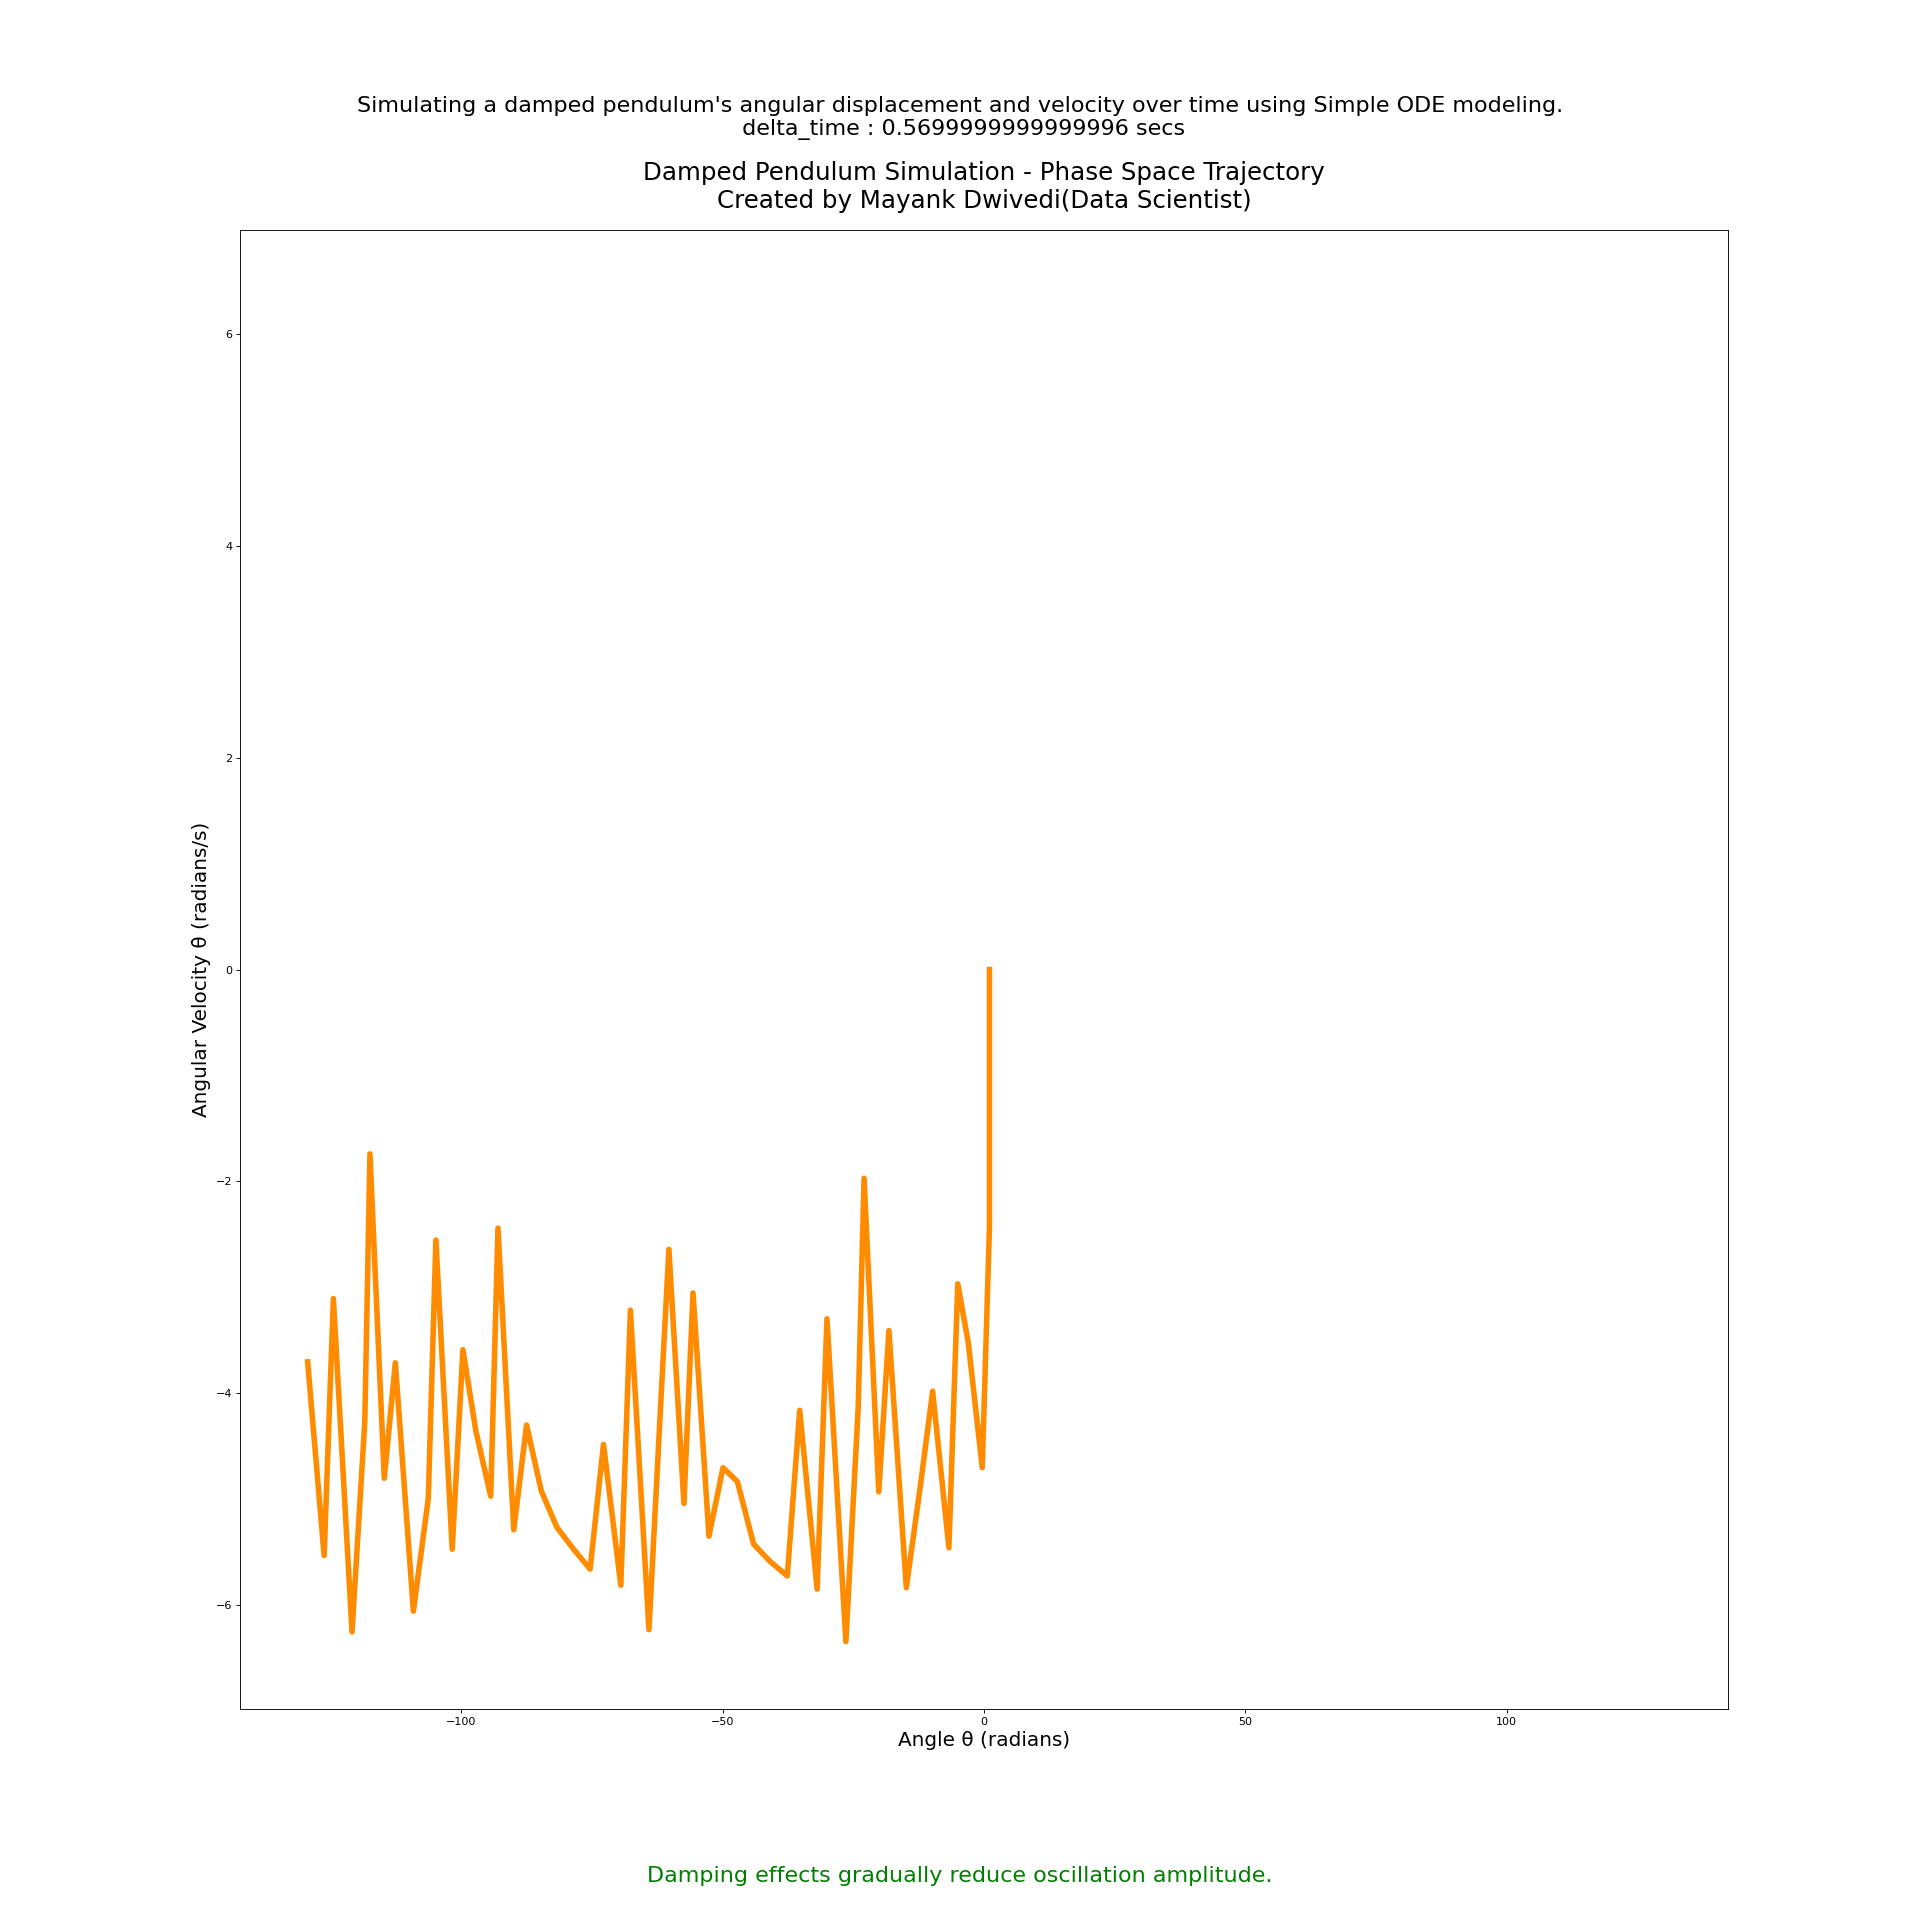 Simulating a damped pendulum's angular displacement and velocity over time using Simple ODE modeling.
delta_time : 0.5699999999999996 secs
Damped Pendulum Simulation - Phase Space Trajectory
Created by Mayank Dwivedi(Data Scientist)
6
4
2
0
−2
−4
−6
Angular Velocity θ (radians/s)
−100
−50
0
50
100
Angle θ (radians)
Damping effects gradually reduce oscillation amplitude.